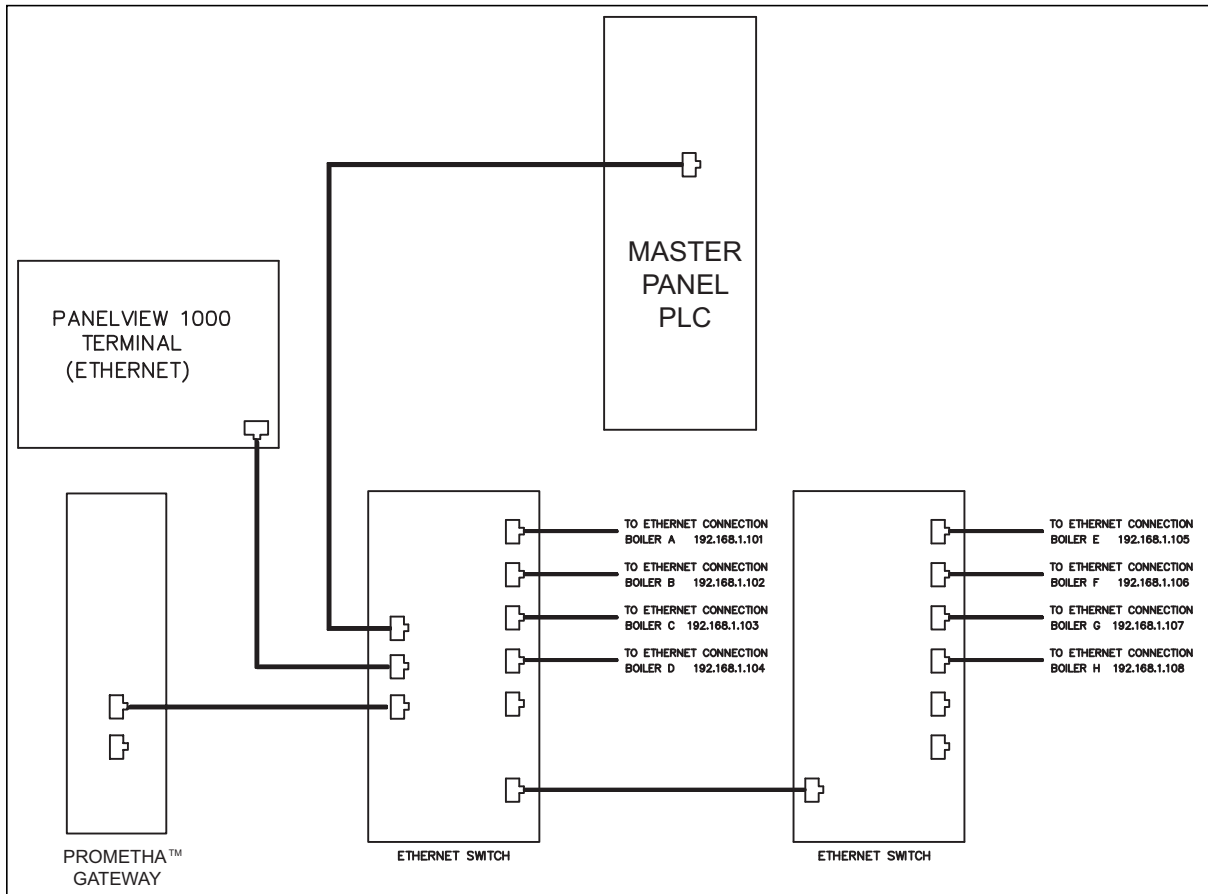 MASTER
PANEL
PLC
PANELVIEW 1000
TERMINAL
(ETHERNET)
TO ETHERNET CONNECTION
BOILER A 192.168.1.101
TO ETHERNET CONNECTION
BOILER B 192.168.1.102
TO ETHERNET CONNECTION
BOILER C 192.168.1.103
TO ETHERNET CONNECTION
BOILER D 192.168.1.104
TO ETHERNET CONNECTION
BOILER E 192.168.1.105
TO ETHERNET CONNECTION
BOILER F 192.168.1.106
TO ETHERNET CONNECTION
BOILER G 192.168.1.107
TO ETHERNET CONNECTION
BOILER H 192.168.1.108
PROMETHA™
GATEWAY
ETHERNET SWITCH
ETHERNET SWITCH